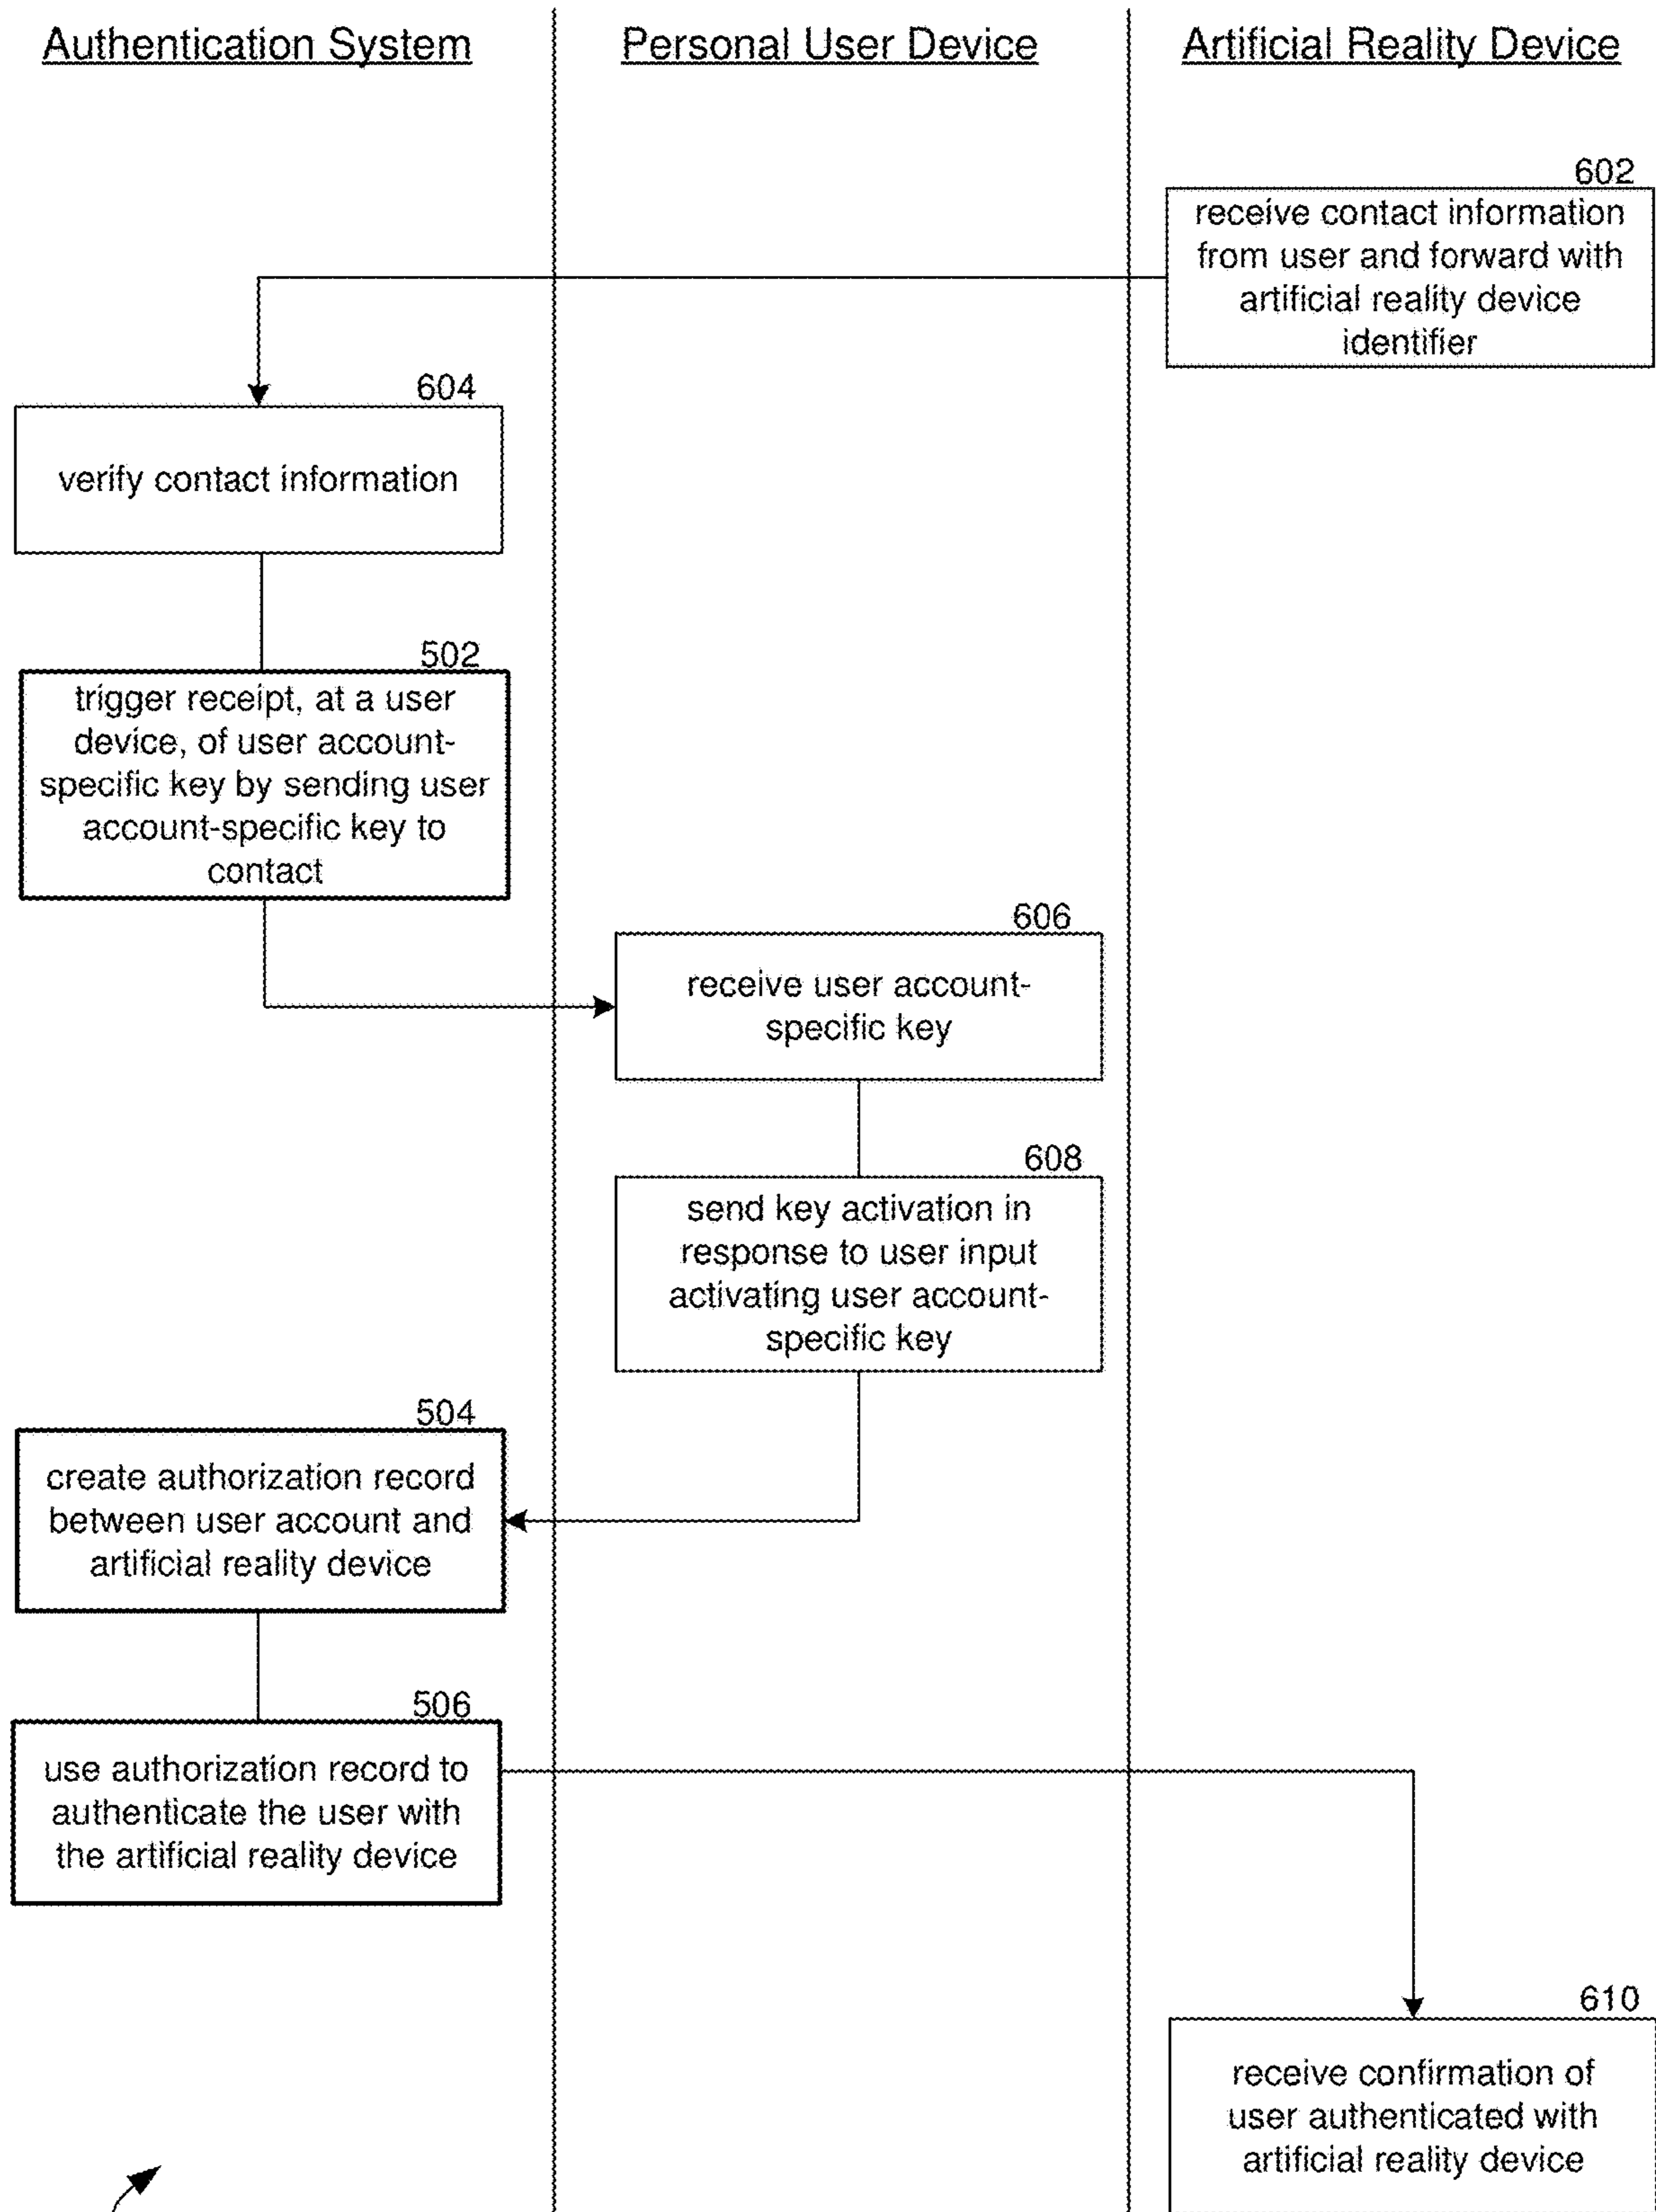 Authentication System
Personal User Device
Artificial Reality Device
602
receive contact information
from user and forward with
artificial reality device
identifier
604
verify contact information
502
trigger receipt, at a user
device, of user account-
specific key by sending user
account-specific key to
contact
606
receive user account-
specific key
608
send key activation in
response to user input
activating user account-
specific key
504
create authorization record
between user account and
artificial reality device
506
use authorization record to
authenticate the user with
the artificial reality device
610
receive confirmation of
user authenticated with
artificial reality device